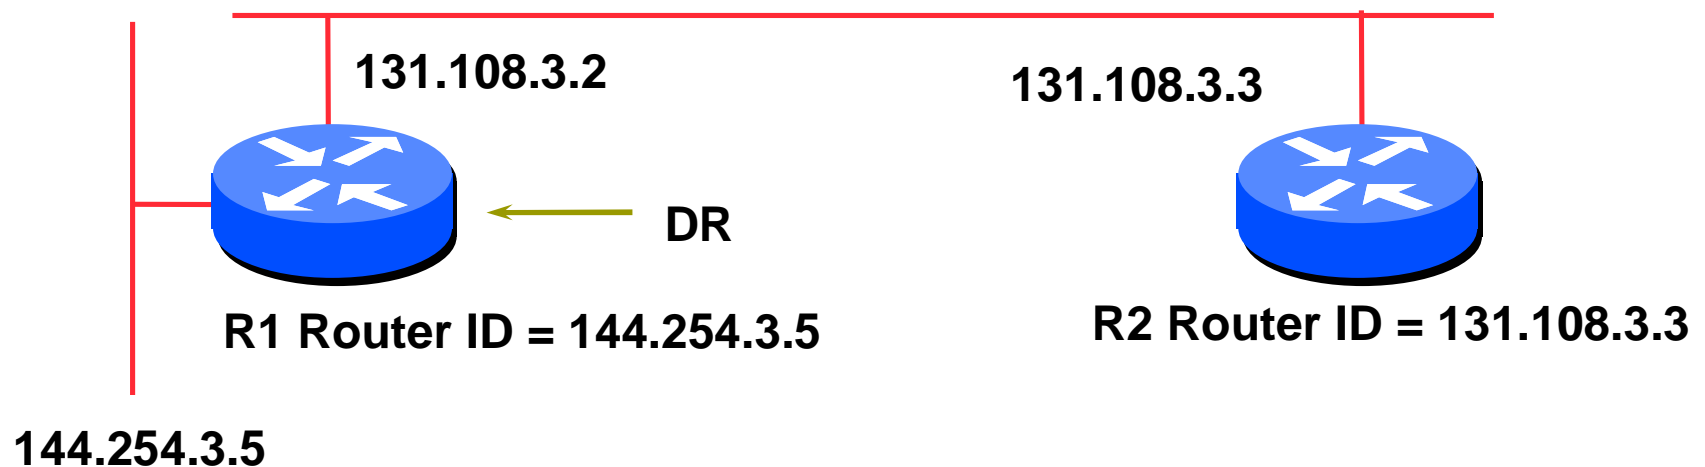 131.108.3.2
131.108.3.3
DR
R1 Router ID = 144.254.3.5
R2 Router ID = 131.108.3.3
144.254.3.5